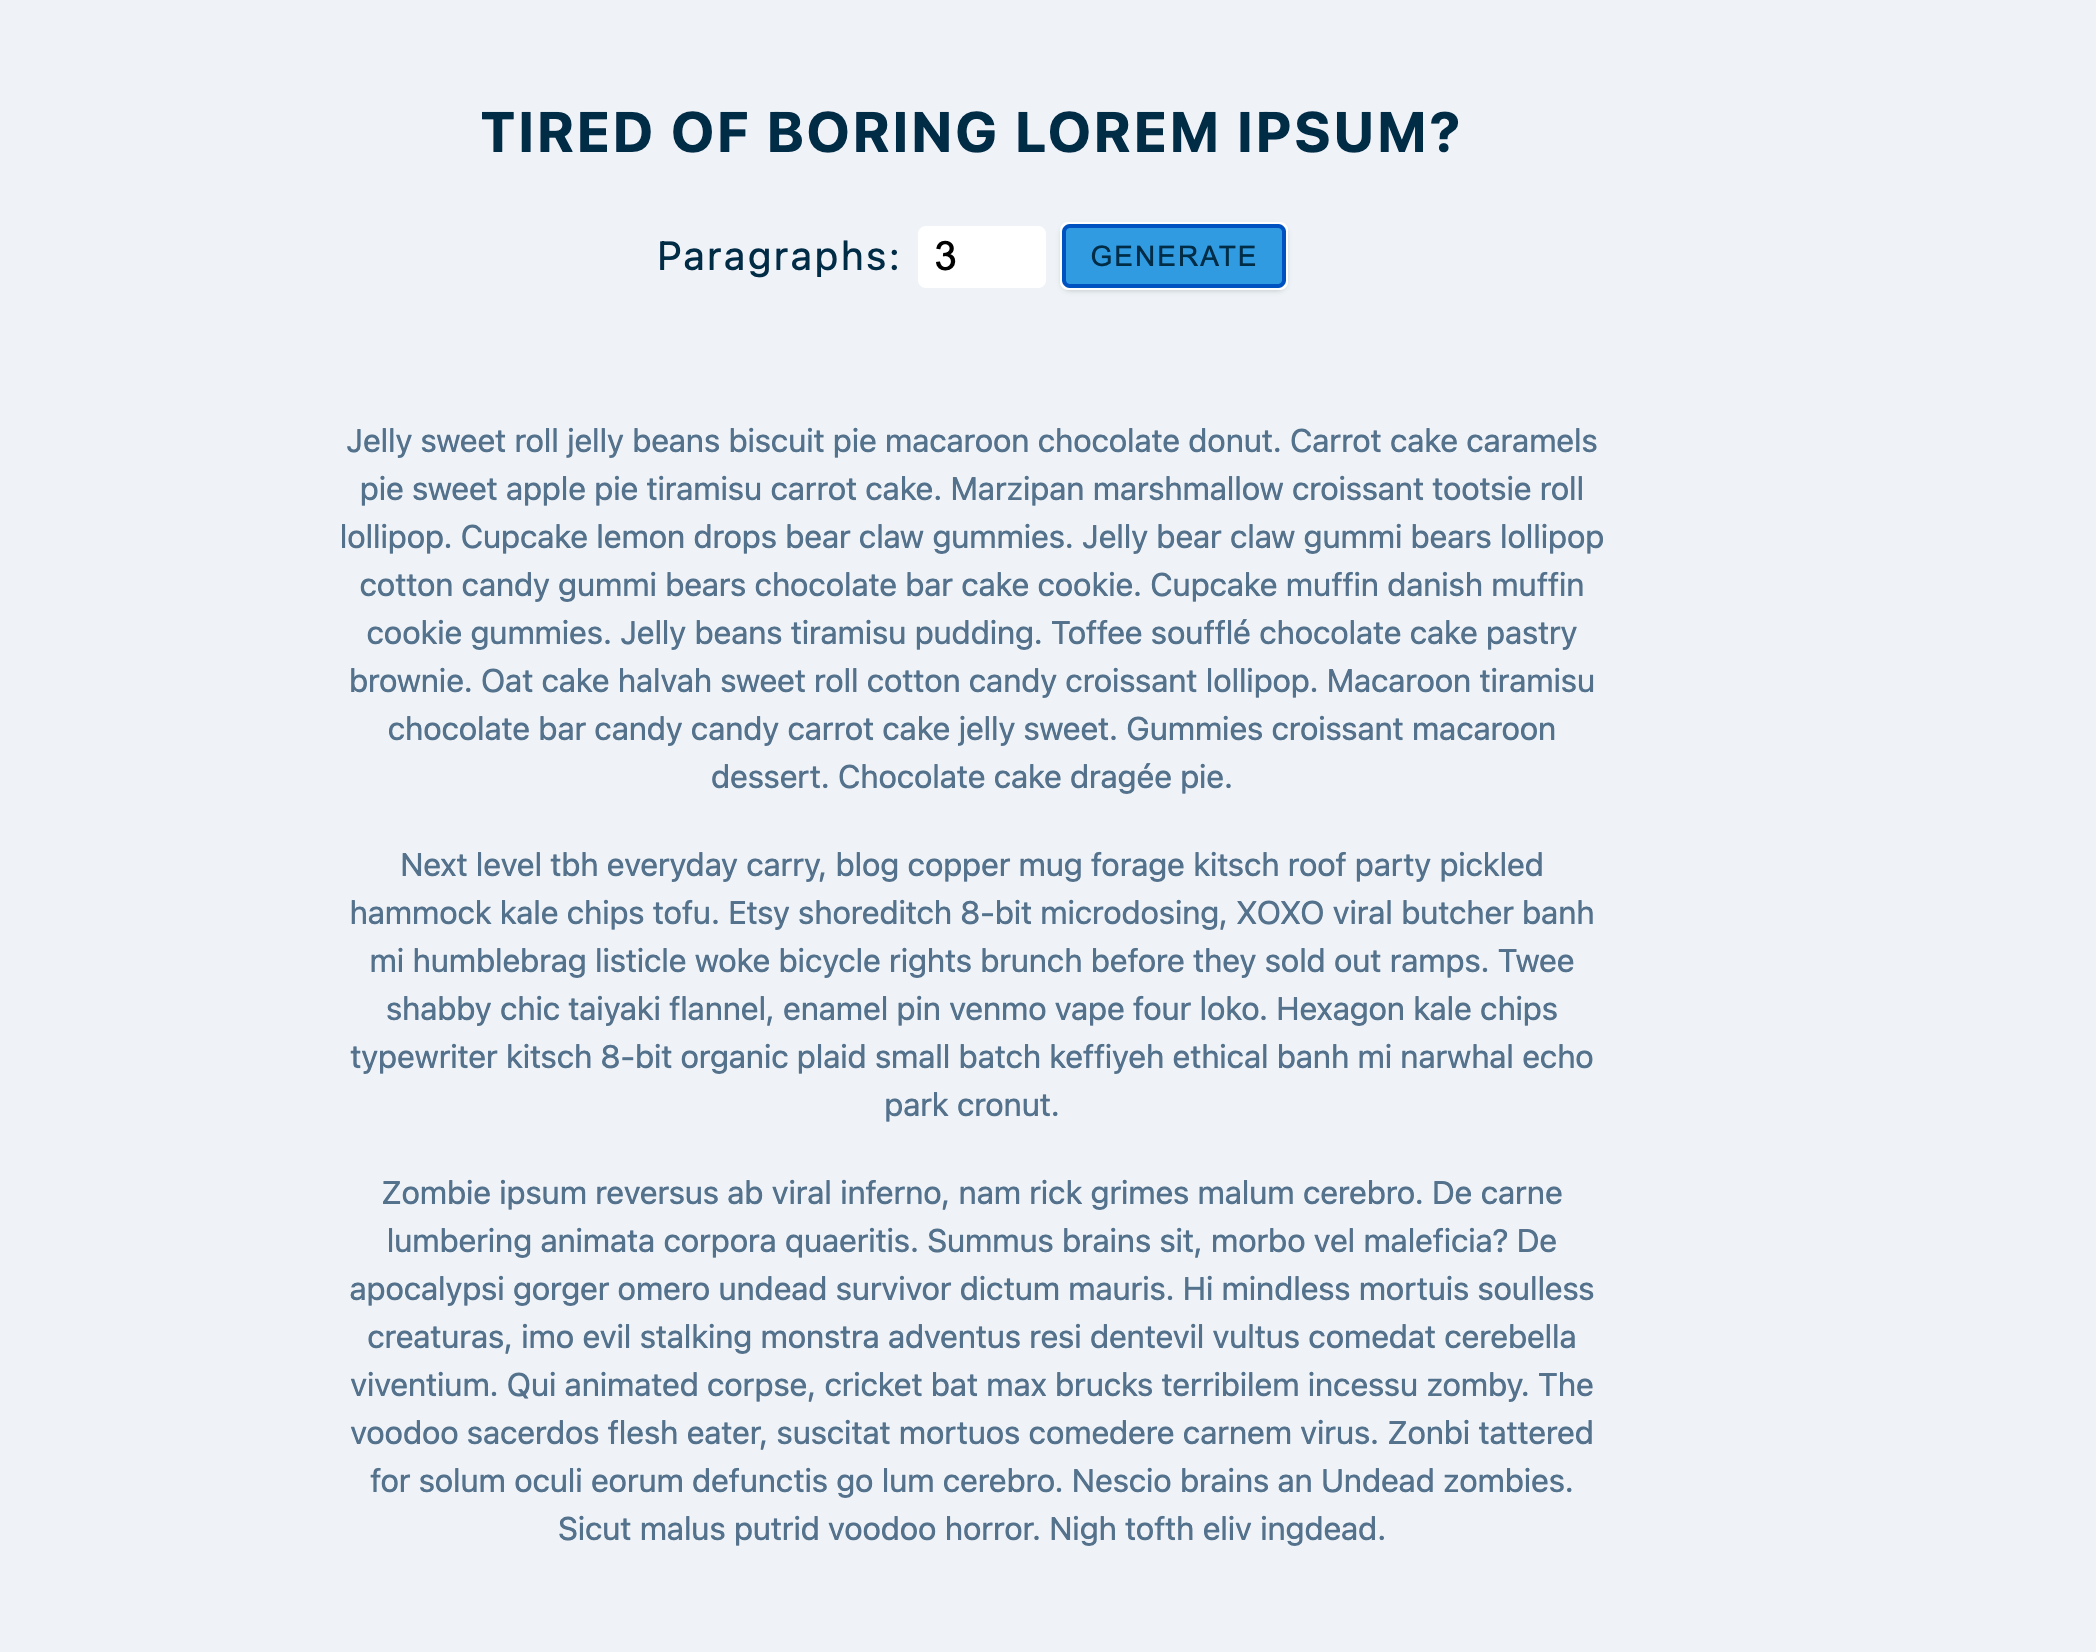 TIRED OF BORING LOREM IPSUM?
Paragraphs: 3 GENERATE
Jelly sweet roll jelly beans biscuit pie macaroon chocolate donut. Carrot cake caramels
pie sweet apple pie tiramisu carrot cake. Marzipan marshmallow croissant tootsie roll
lollipop. Cupcake lemon drops bear claw gummies. Jelly bear claw gummi bears lollipop
cotton candy gummi bears chocolate bar cake cookie. Cupcake muffin danish muffin
cookie gummies. Jelly beans tiramisu pudding. Toffee soufflé chocolate cake pastry
brownie. Oat cake halvah sweet roll cotton candy croissant lollipop. Macaroon tiramisu
chocolate bar candy candy carrot cake jelly sweet. Gummies croissant macaroon
dessert. Chocolate cake dragée pie.
Next level tbh everyday carry, blog copper mug forage kitsch roof party pickled
hammock kale chips tofu. Etsy shoreditch 8-bit microdosing, XOXO viral butcher banh
mi humblebrag listicle woke bicycle rights brunch before they sold out ramps. Twee
shabby chic taiyaki flannel, enamel pin venmo vape four loko. Hexagon kale chips
typewriter kitsch 8-bit organic plaid small batch keffiyeh ethical banh mi narwhal echo
park cronut.
Zombie ipsum reversus ab viral inferno, nam rick grimes malum cerebro. De carne
lumbering animata corpora quaeritis. Summus brains sit, morbo vel maleficia? De
apocalypsi gorger omero undead survivor dictum mauris. Hi mindless mortuis soulless
creaturas, imo evil stalking monstra adventus resi dentevil vultus comedat cerebella
viventium. Qui animated corpse, cricket bat max brucks terribilem incessu zomby. The
voodoo sacerdos flesh eater, suscitat mortuos comedere carnem virus. Zonbi tattered
for solum oculi eorum defunctis go lum cerebro. Nescio brains an Undead zombies.
Sicut malus putrid voodoo horror. Nigh tofth eliv ingdead.